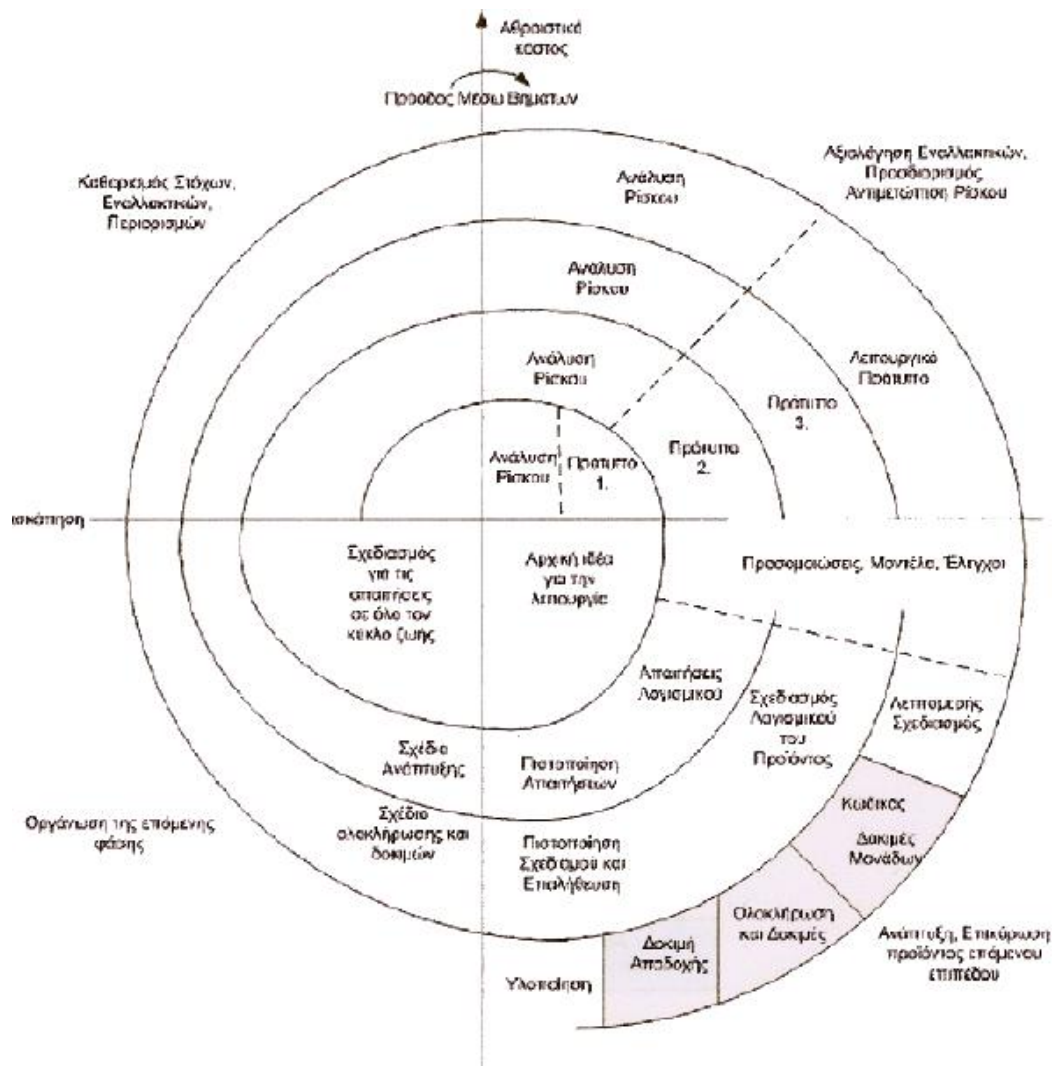 Αθροιστικό
κόστος
Πρόοδος Μέσω Βημάτων
Καθορισμός Στόχων,
Εναλλακτικών,
Περιορισμών
Αξιολόγηση Εναλλακτικών,
Προσδιορισμός,
Αντιμετώπιση Ρίσκου
Ανάλυση
Ρίσκου
Ανάλυση
Ρίσκου
Ανάλυση
Ρίσκου
Ανάλυση
Ρίσκου
Πρότυπο
1.
Πρότυπο
2.
Πρότυπο
3.
Λειτουργικό
Πρότυπο
ισκόπηση
Σχεδιασμός
για τις
απαιτήσεις
σε όλο τον
κύκλο ζωής
Αρχική ιδέα
για την
λειτουργία
Προσομοιώσεις, Μοντέλα, Έλεγχοι
Απαιτήσεις
Λογισμικού
Σχεδιασμός
Λογισμικού
του
Προϊόντος
Λεπτομερής
Σχεδιασμός
Σχέδιο
Ανάπτυξης
Πιστοποίηση
Απαιτήσεων
Κώδικας
Δοκιμές
Μονάδων
Οργάνωση της επόμενης
φάσης
Σχέδιο
ολοκλήρωσης και
δοκιμών
Πιστοποίηση
Σχεδιασμού και
Επαλήθευση
Ολοκλήρωση
και Δοκιμές
Δοκιμή
Αποδοχής
Υλοποίηση
Ανάπτυξη, Επικύρωση
προϊόντος επόμενου
επιπέδου